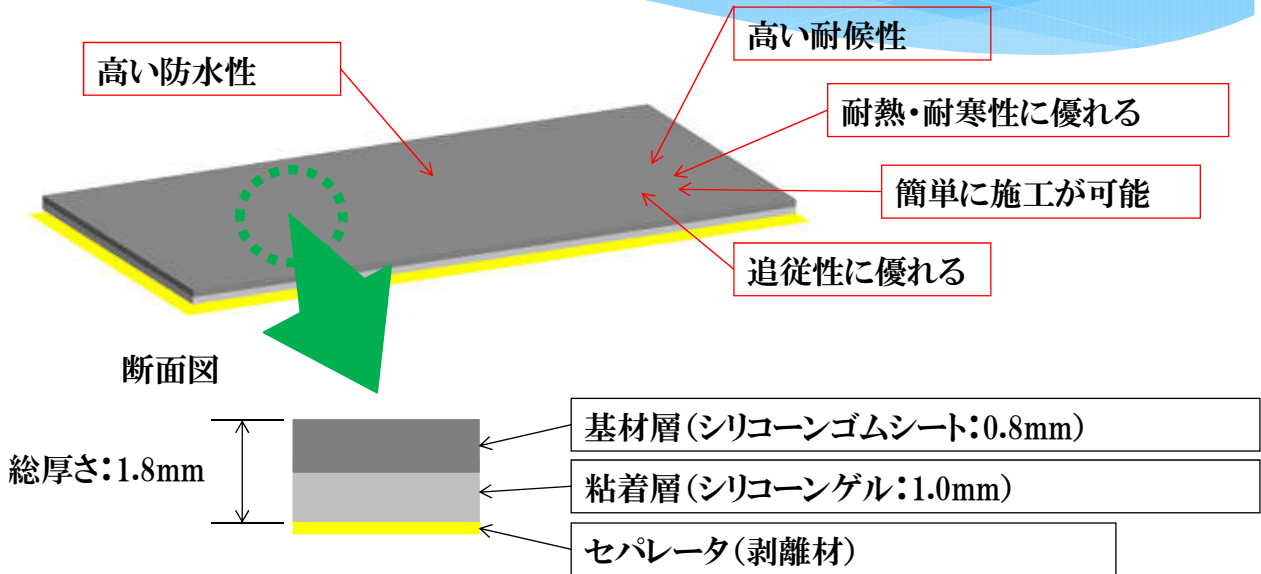 高い耐候性
高い防水性
耐熱・耐寒性に優れる
簡単に施工が可能
追従性に優れる
断面図
基材層(シリコーンゴムシート:0.8mm)
総厚さ:1.8mm
粘着層(シリコーンゲル:1.0mm)
セパレータ(剥離材)